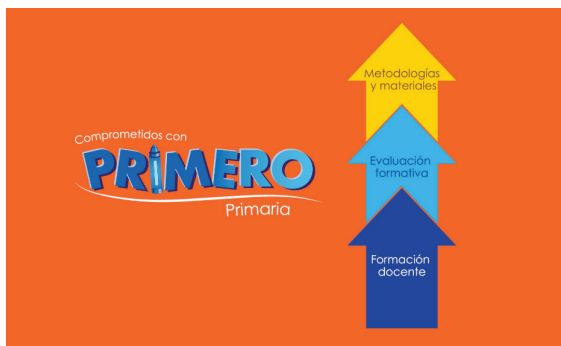 Comprometidos con
PRIMERO
Primaria
Metodologías
y materiales
Evaluación
formativa
Formación
docente